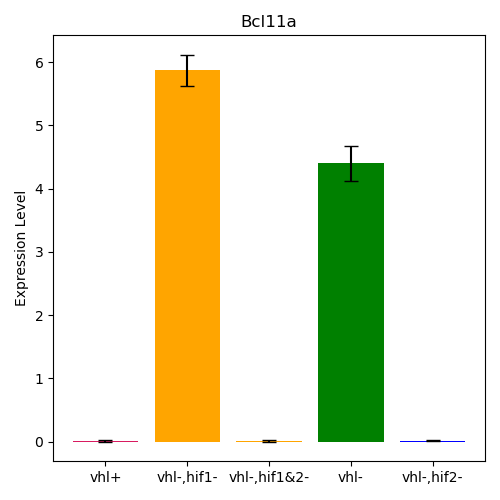 Bcl11a
Expression Level
6
5
4
3
2
1
0
vhl+
vhl-,hif1-
vhl-,hif1&2-
vhl-
vhl-,hif2-